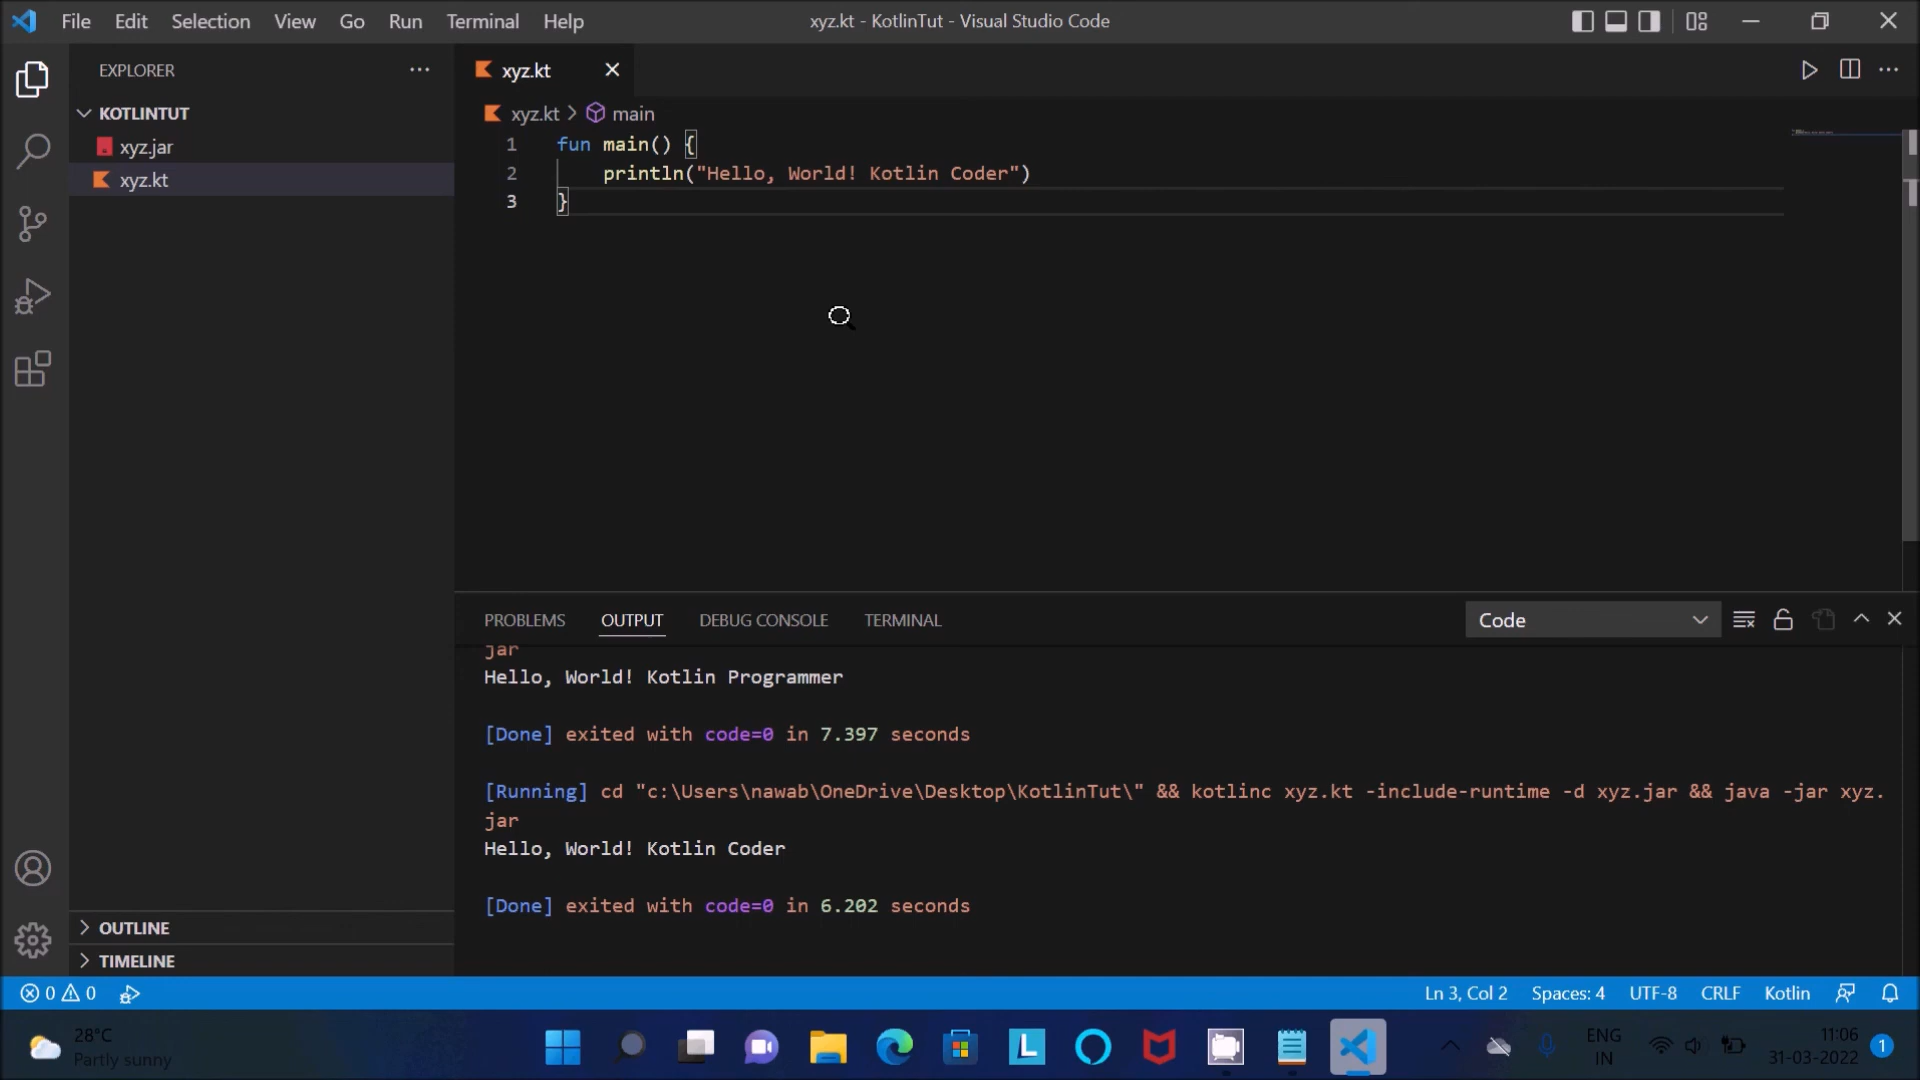 File Edit Selection View Go Run Terminal Help xyz.kt - KotlinTut - Visual Studio Code
EXPLORER
KOTLINTUT
xyz.jar
xyz.kt
xyz.kt
xyz.kt > main
1 fun main() {
2 println("Hello, World! Kotlin Coder")
3 }
PROBLEMS OUTPUT DEBUG CONSOLE TERMINAL Code
jar
Hello, World! Kotlin Programmer
[Done] exited with code=0 in 7.397 seconds
[Running] cd "c:\Users\nawab\OneDrive\Desktop\KotlinTut\" && kotlinc xyz.kt -include-runtime -d xyz.jar && java -jar xyz.
jar
Hello, World! Kotlin Coder
[Done] exited with code=0 in 6.202 seconds
OUTLINE
TIMELINE
0 0 Ln 3, Col 2 Spaces: 4 UTF-8 CRLF Kotlin
28°C
Partly sunny
L
ENG
IN
11:06
31-03-2022
1